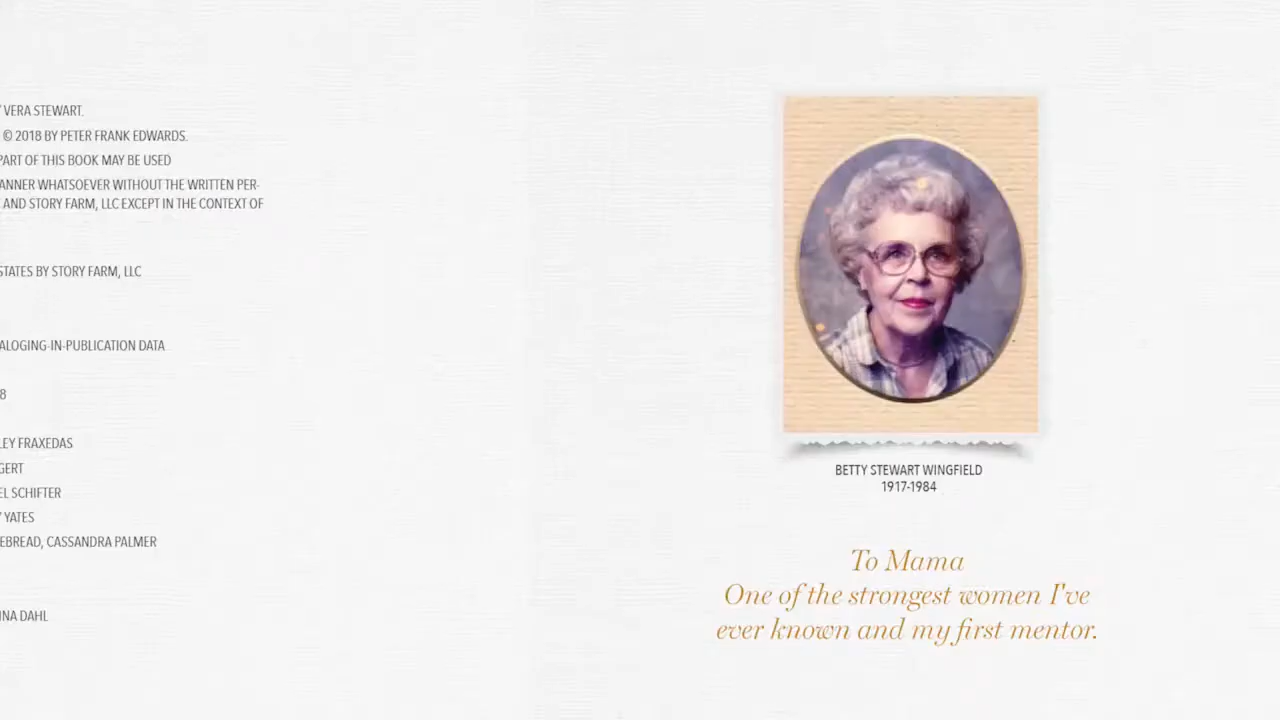 VERA STEWART.
© 2018 BY PETER FRANK EDWARDS.
PART OF THIS BOOK MAY BE USED
ANNER WHATSOEVER WITHOUT THE WRITTEN PER-
AND STORY FARM, LLC EXCEPT IN THE CONTEXT OF
STATES BY STORY FARM, LLC
ALOGING-IN-PUBLICATION DATA
8
LEY FRAXEDAS
GERT
EL SCHIFTER
YATES
EBREAD, CASSANDRA PALMER
NA DAHL
BETTY STEWART WINGFIELD
1917-1984
To Mama
One of the strongest women I've
ever known and my first mentor.